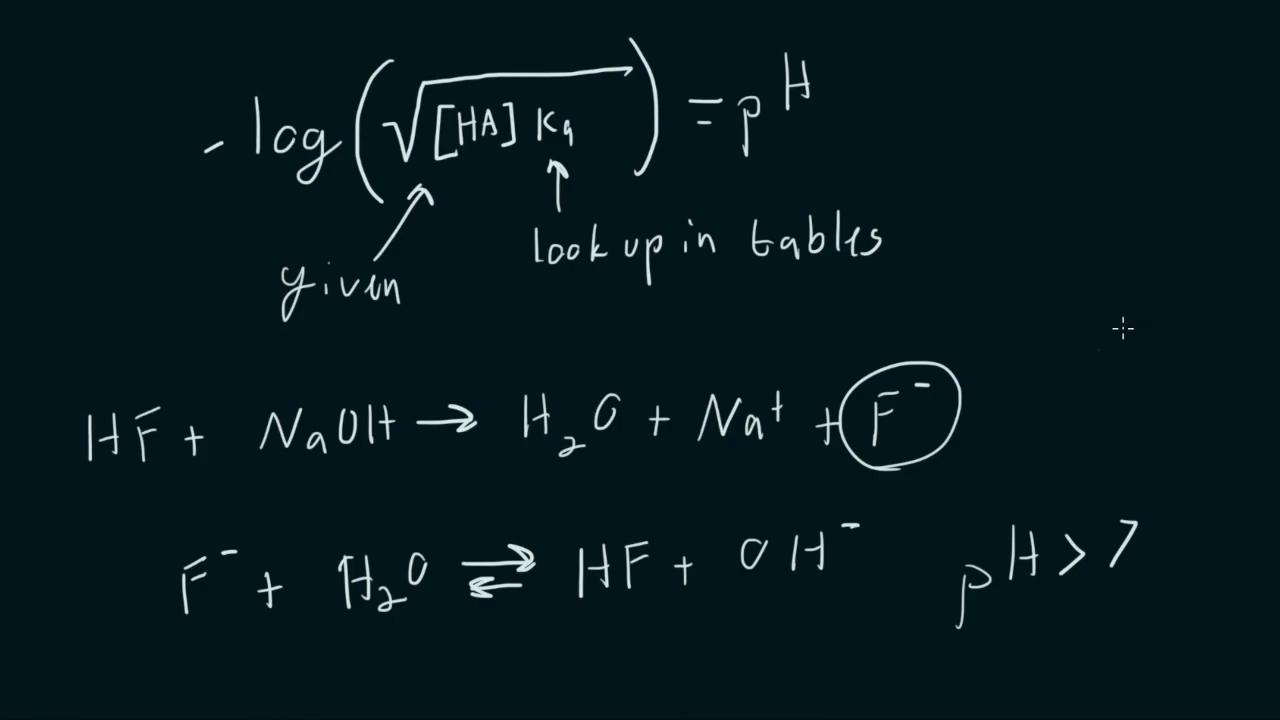 - log(√[HA] Ka) = pH
given
look up in tables
HF + NaOH → H₂O + Na⁺ + F⁻
F⁻ + H₂O ⇌ HF + OH⁻ pH > 7